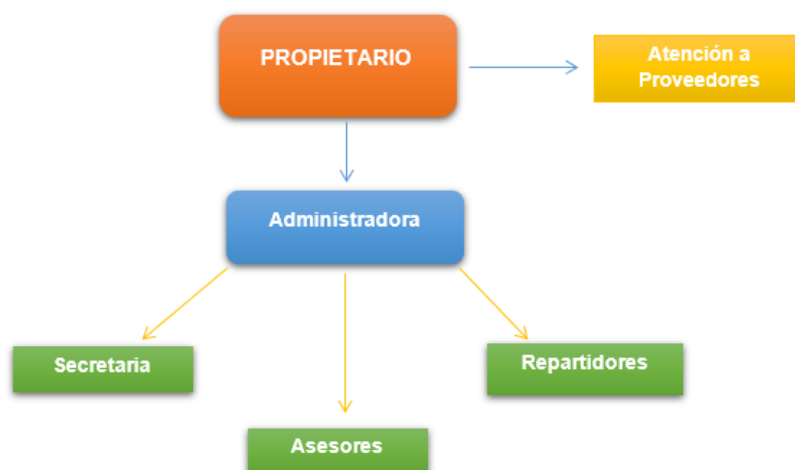 PROPIETARIO
Atención a
Proveedores
Administradora
Secretaria
Repartidores
Asesores